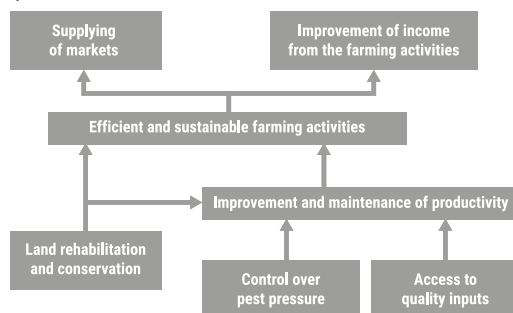 Supplying
of markets
Improvement of income
from the farming activities
Efficient and sustainable farming activities
Improvement and maintenance of productivity
Land rehabilitation
and conservation
Control over
pest pressure
Access to
quality inputs